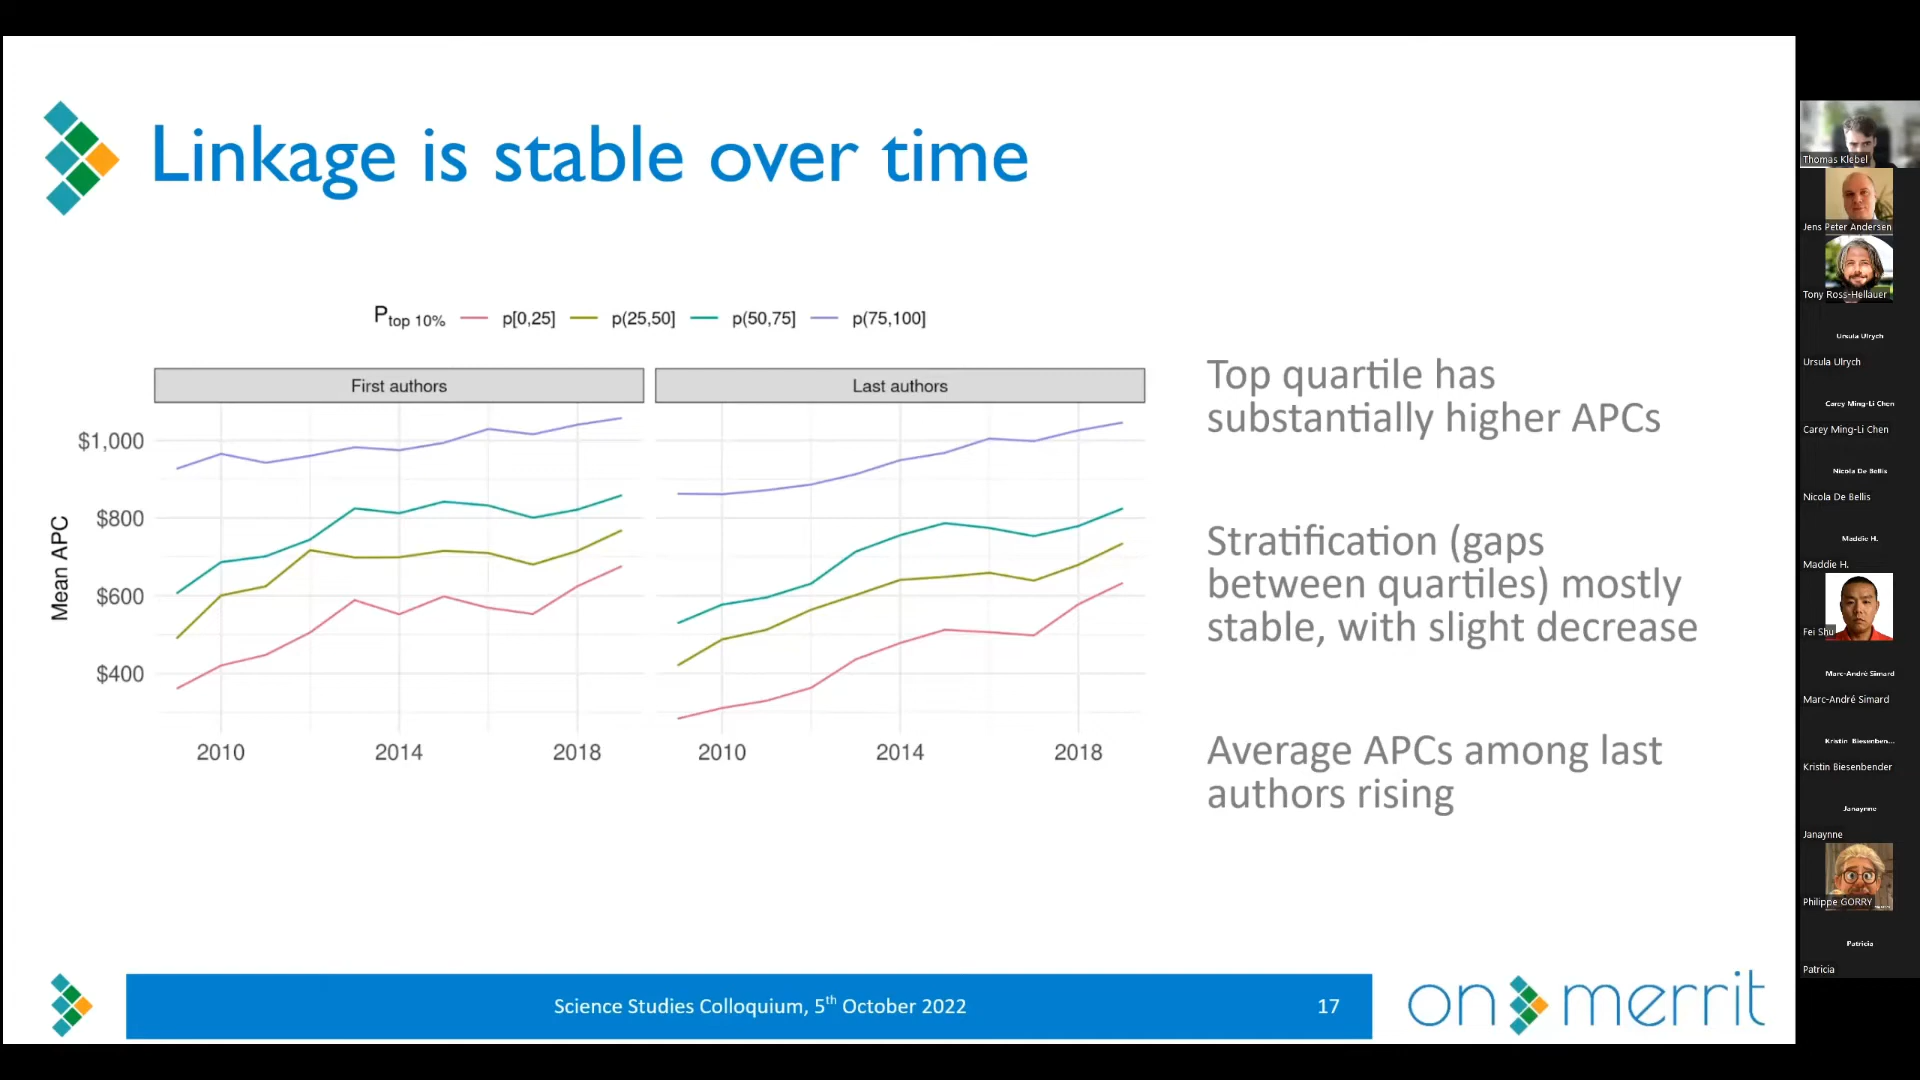 Linkage is stable over time
Ptop 10% p[0,25] p(25,50] p(50,75] p(75,100]
First authors
Last authors
Mean APC
$1,000
$800
$600
$400
2010 2014 2018
2010 2014 2018
Top quartile has
substantially higher APCs
Stratification (gaps
between quartiles) mostly
stable, with slight decrease
Average APCs among last
authors rising
Science Studies Colloquium, 5th October 2022
17
on merrit
Thomas Klebel
Jens Peter Andersen
Tony Ross-Hellauer
Ursula Ulrych
Ursula Ulrych
Carey Ming-Li Chen
Carey Ming-Li Chen
Nicola De Bellis
Nicola De Bellis
Maddie H.
Maddie H.
Fei Shu
Marc-André Simard
Marc-André Simard
Kristin Biesenben...
Kristin Biesenbender
Janaynne
Janaynne
Philippe GORRY
Patricia
Patricia